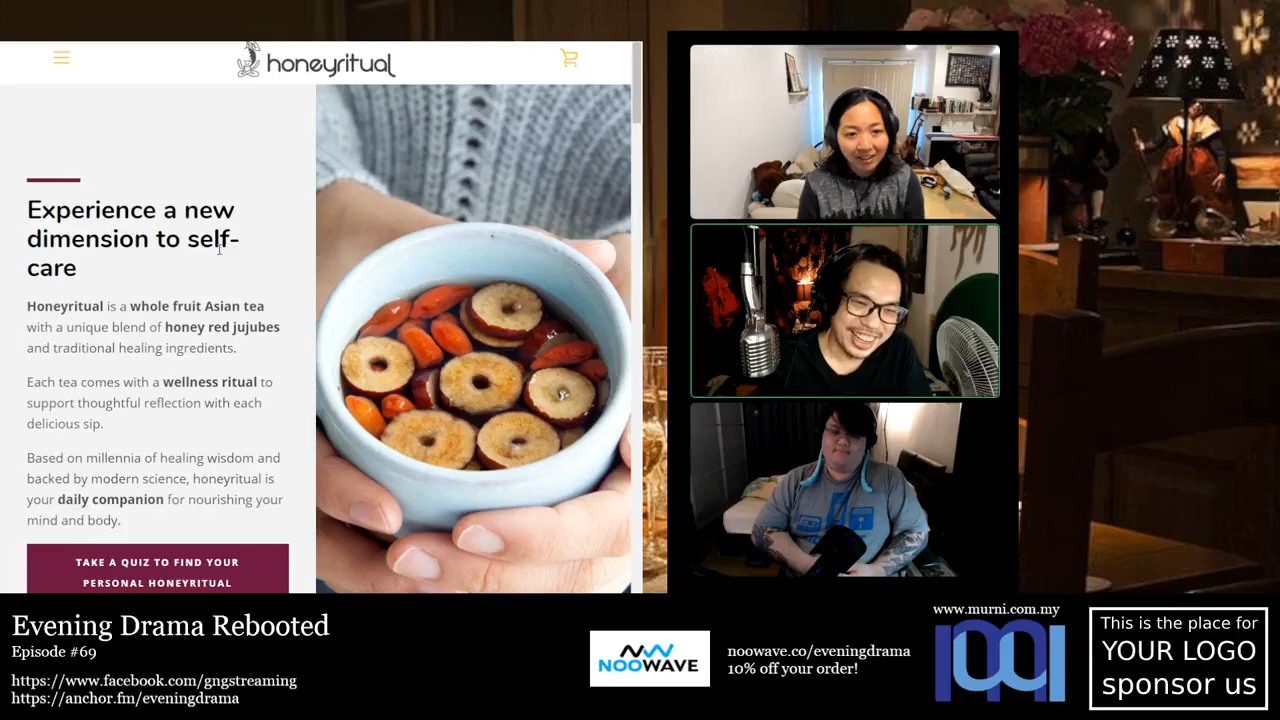 honeyritual
Experience a new
dimension to self-
care
Honeyritual is a whole fruit Asian tea
with a unique blend of honey red jujubes
and traditional healing ingredients.
Each tea comes with a wellness ritual to
support thoughtful reflection with each
delicious sip.
Based on millennia of healing wisdom and
backed by modern science, honeyritual is
your daily companion for nourishing your
mind and body.
TAKE A QUIZ TO FIND YOUR
PERSONAL HONEYRITUAL
Evening Drama Rebooted
Episode #69
https://www.facebook.com/gngstreaming
https://anchor.fm/eveningdrama
NOOWAVE
noowave.co/eveningdrama
10% off your order!
www.murni.com.my
This is the place for
YOUR LOGO
sponsor us